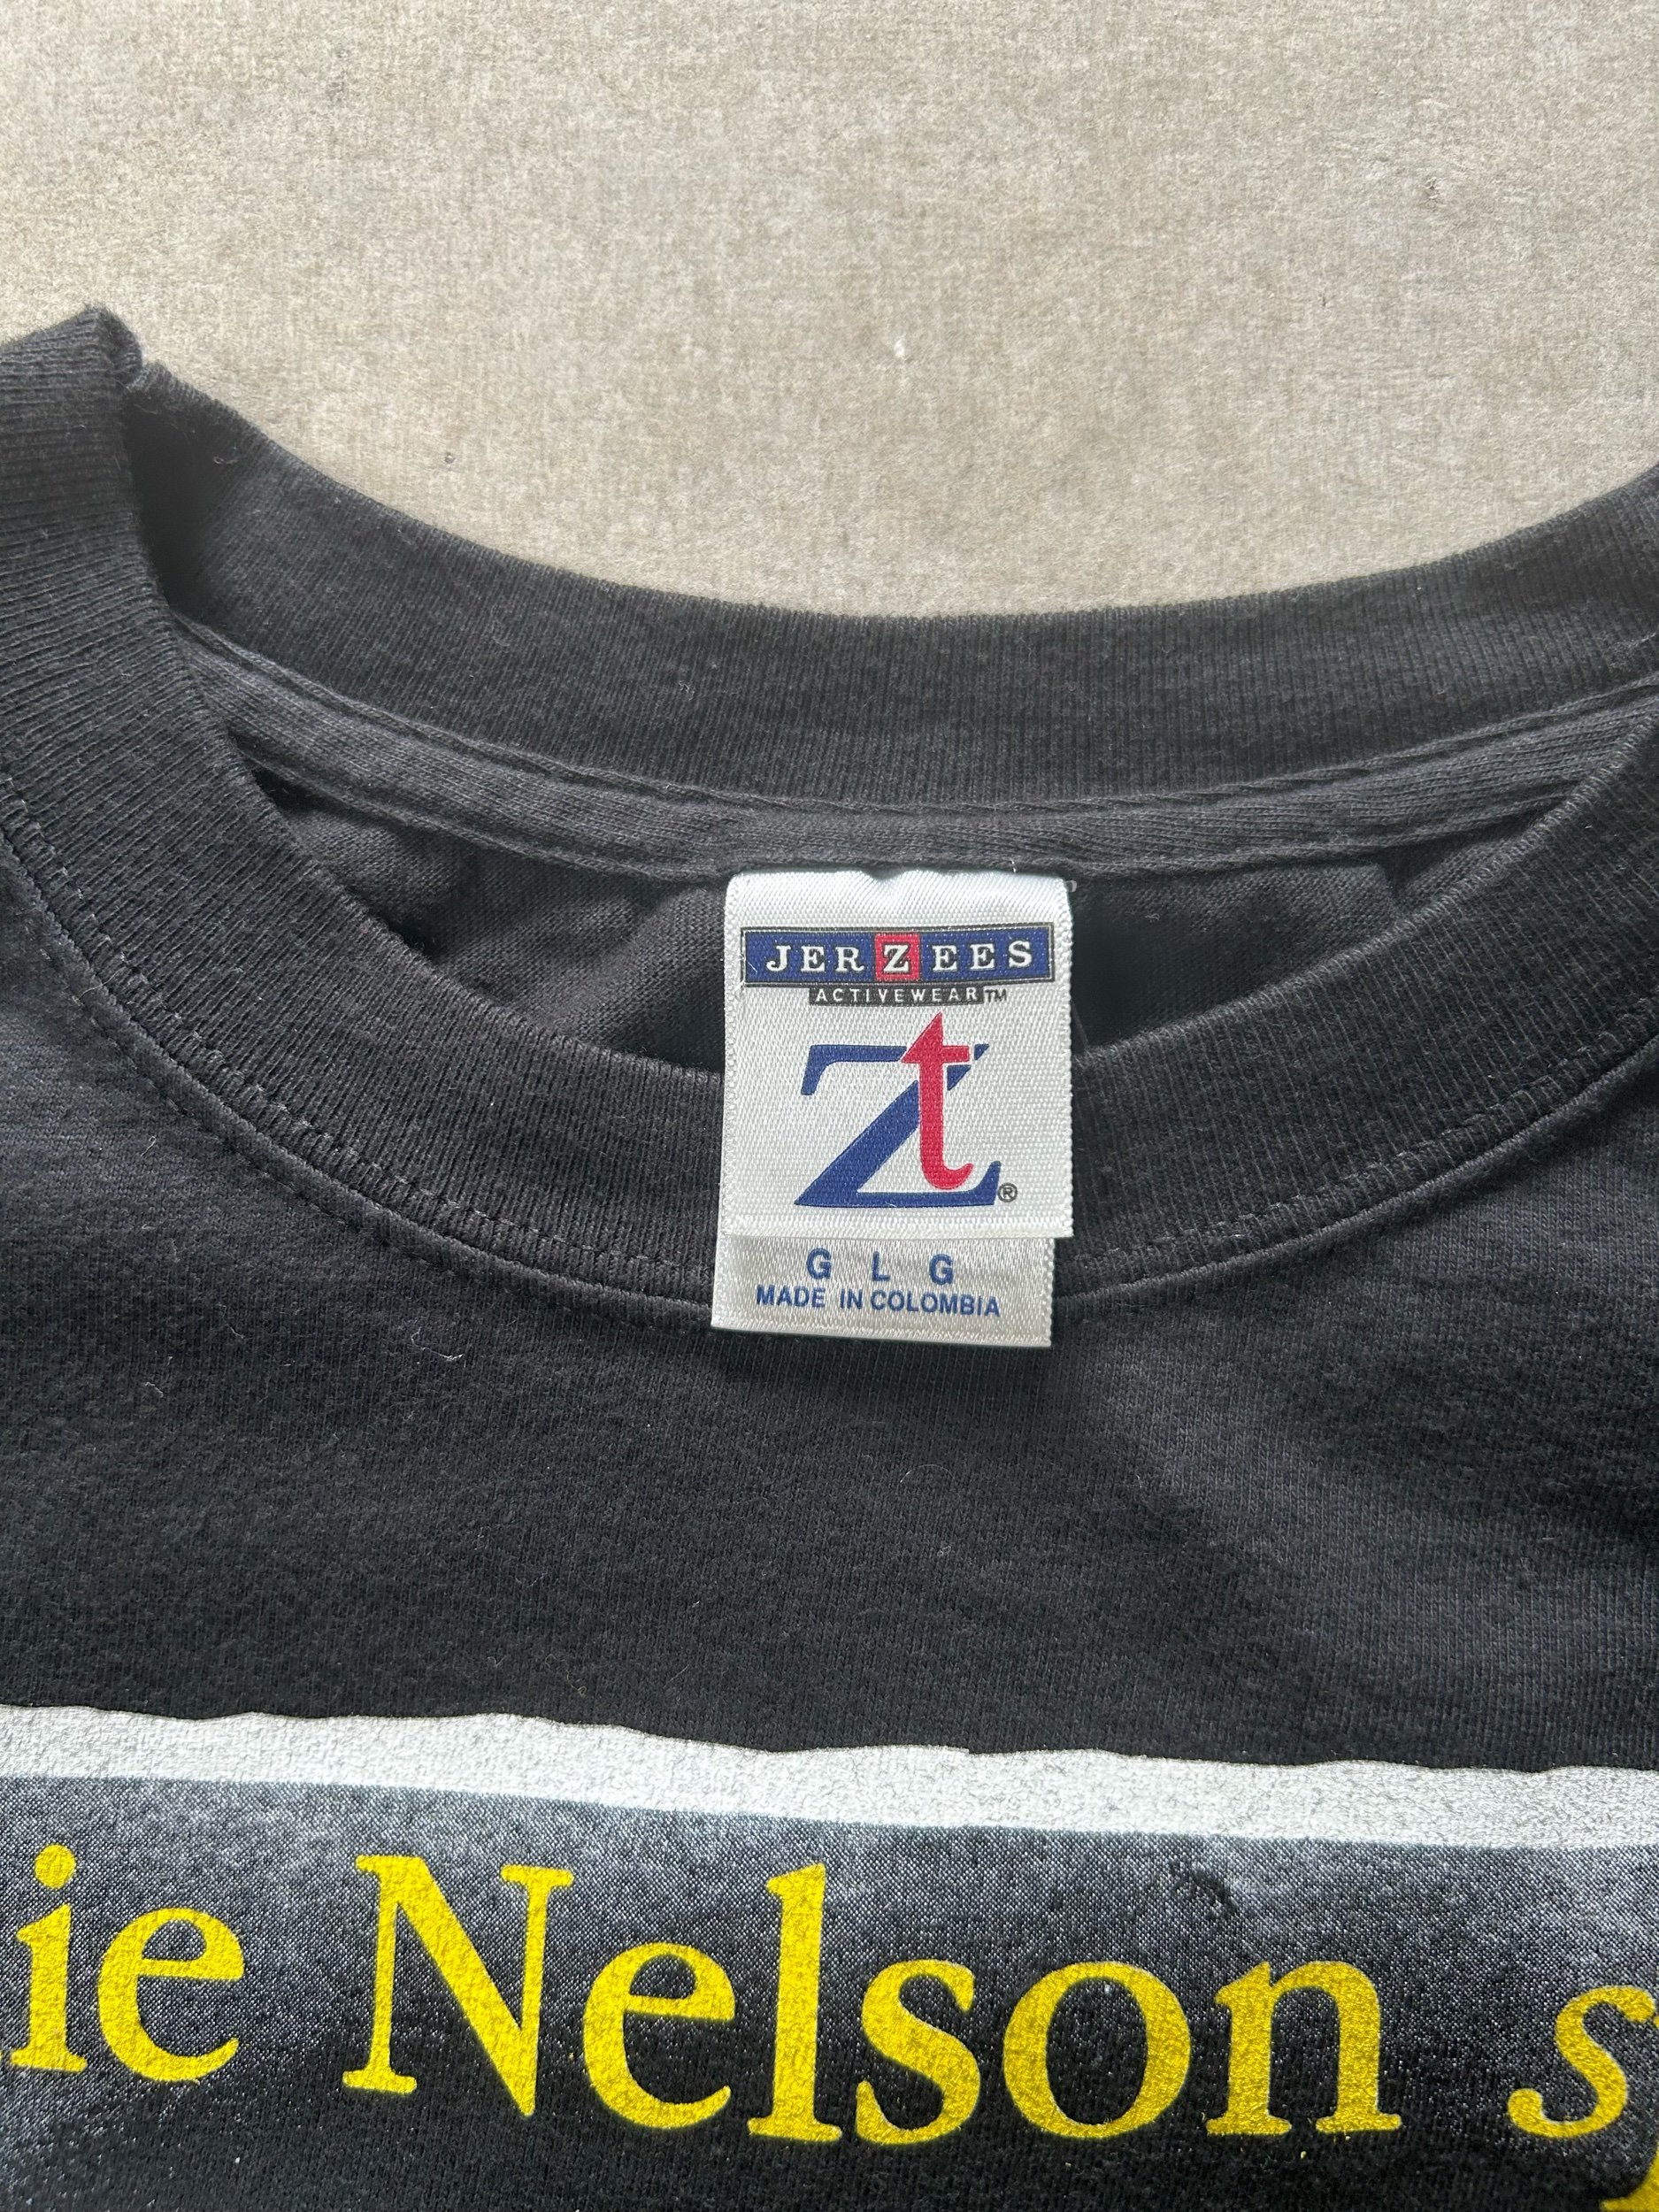 JERZEES
ACTIVEWEAR™
Zt®
G L G
MADE IN COLOMBIA
ie Nelson s